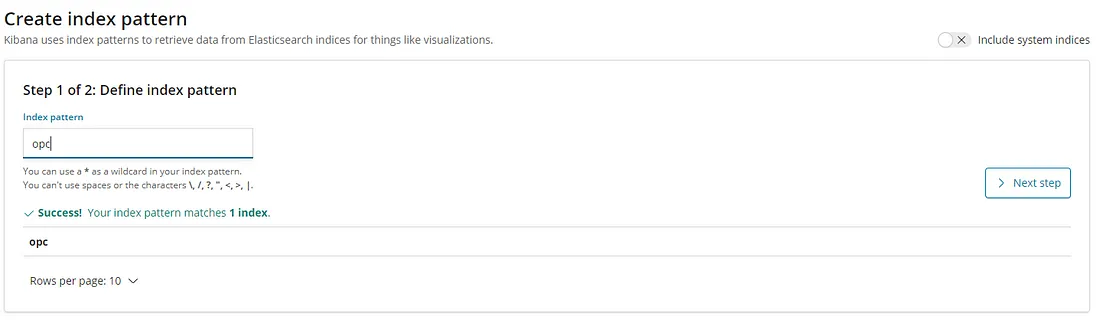 Create index pattern
Kibana uses index patterns to retrieve data from Elasticsearch indices for things like visualizations.
Include system indices
Step 1 of 2: Define index pattern
Index pattern
opc
You can use a * as a wildcard in your index pattern.
You can't use spaces or the characters \, /, ?, ", <, >, |.
Next step
Success! Your index pattern matches 1 index.
opc
Rows per page: 10